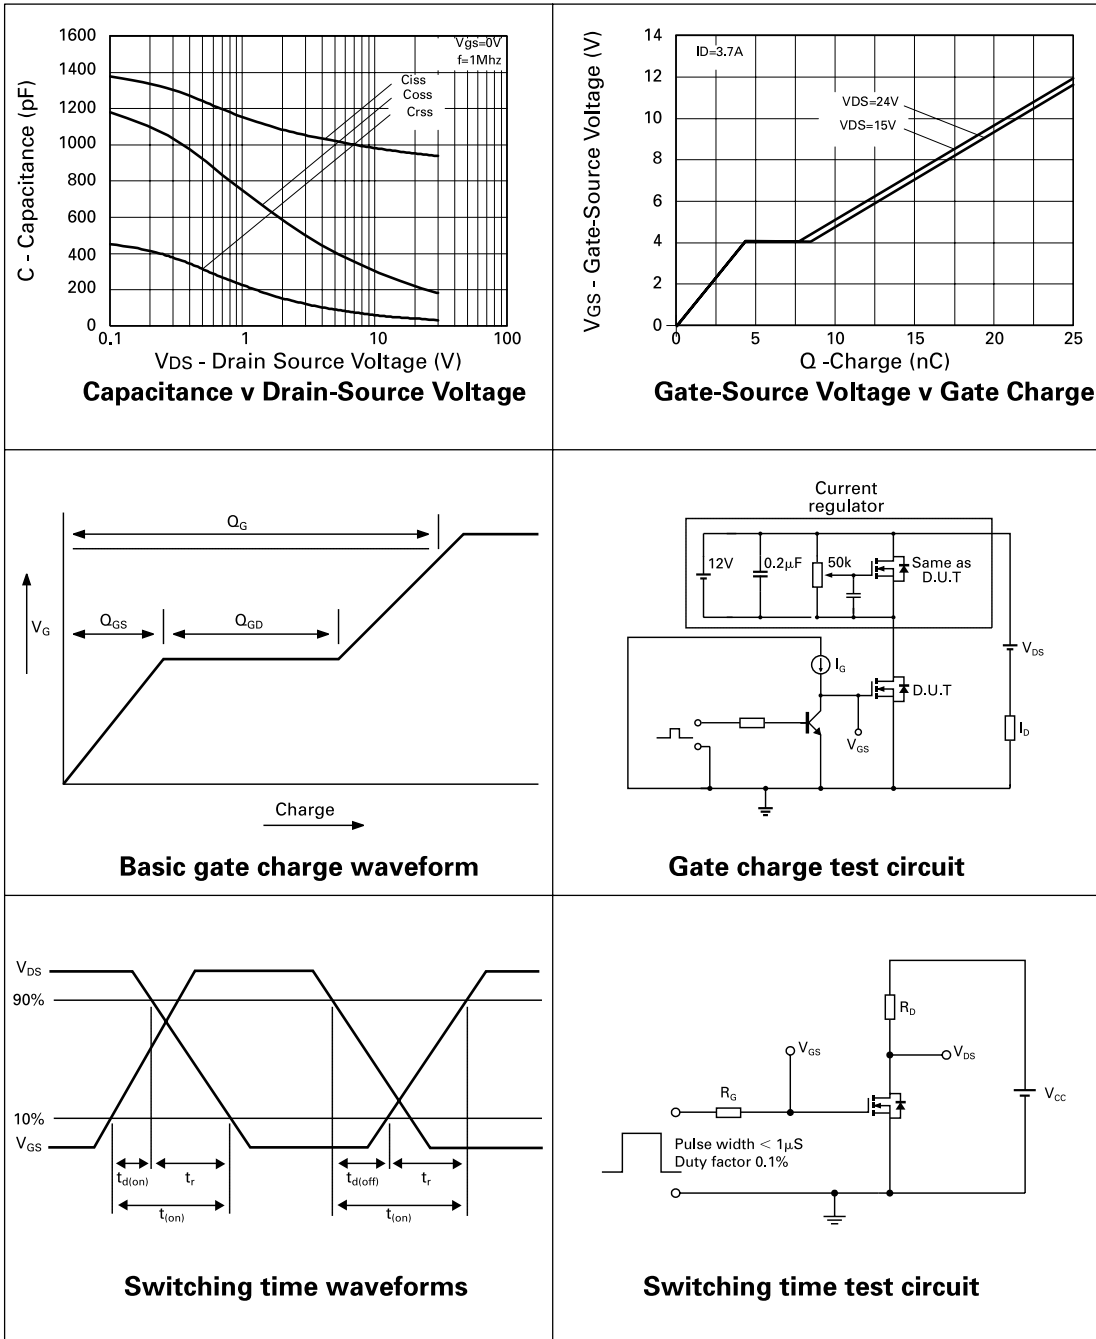 1600
1400
1200
1000
800
600
400
200
0
C - Capacitance (pF)
Vgs=0V
f=1Mhz
Ciss
Coss
Crss
0.1
1
10
100
VDS - Drain Source Voltage (V)
Capacitance v Drain-Source Voltage
14
12
10
8
6
4
2
0
VGS - Gate-Source Voltage (V)
ID=3.7A
VDS=24V
VDS=15V
0
5
10
15
20
25
Q -Charge (nC)
Gate-Source Voltage v Gate Charge
QG
QGS
QGD
VG
Charge
Basic gate charge waveform
Current
regulator
12V
0.2μF
50k
Same as
D.U.T
IG
VDS
D.U.T
VGS
ID
Gate charge test circuit
VDS
90%
10%
VGS
td(on)
tr
td(off)
tr
t(on)
t(on)
Switching time waveforms
RD
VGS
VDS
RG
VCC
Pulse width < 1μS
Duty factor 0.1%
Switching time test circuit